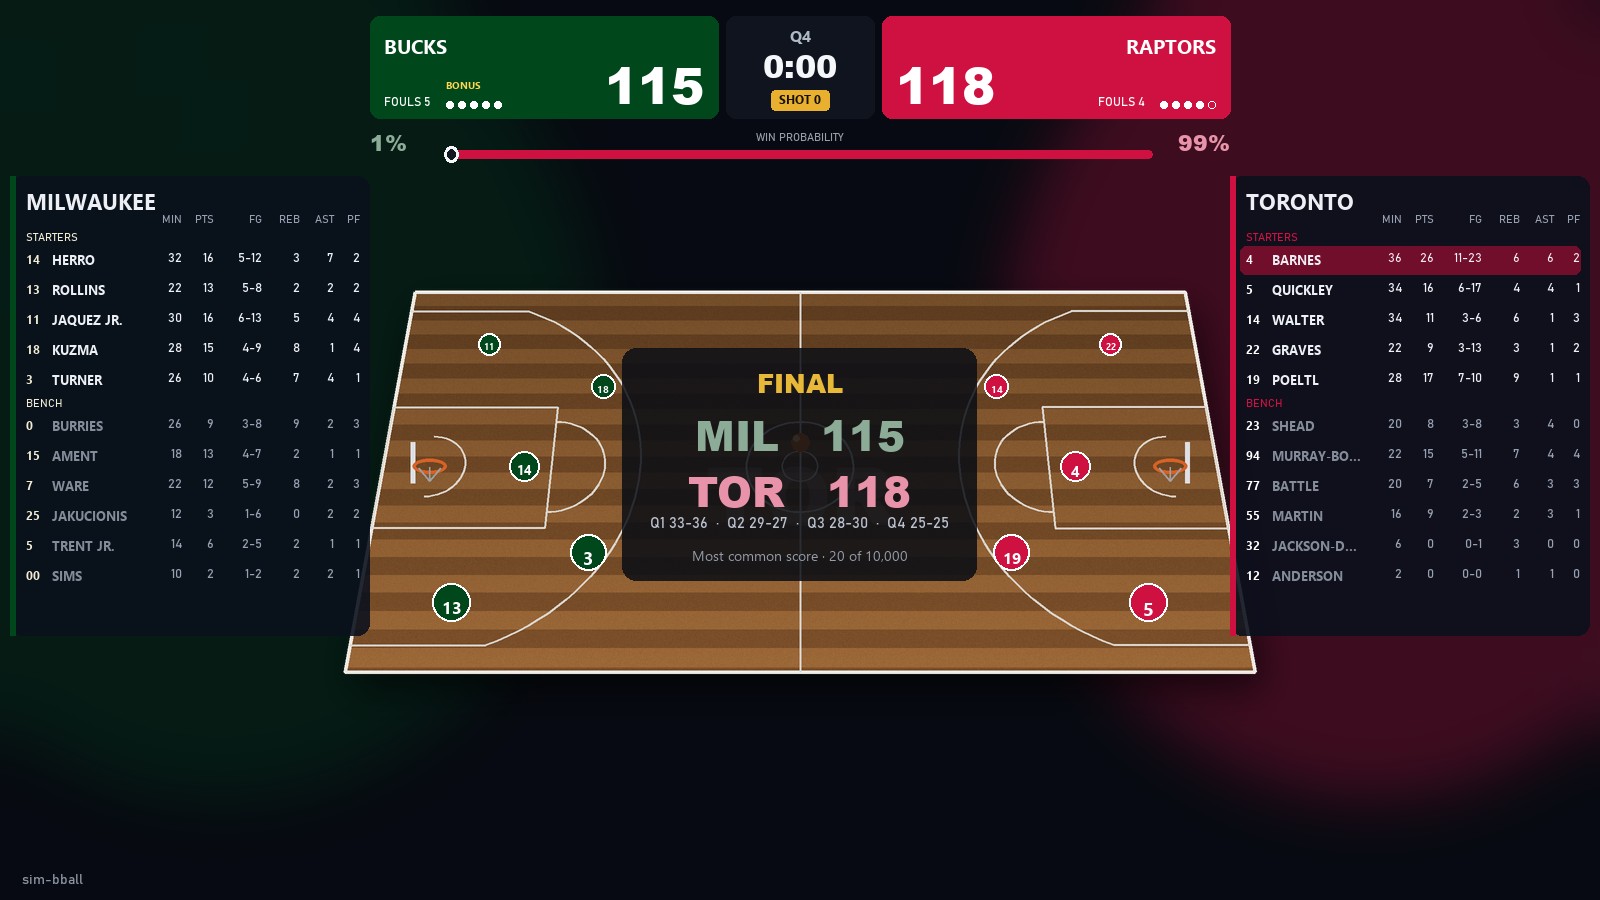 BUCKS
FOULS 5
BONUS
115
Q4
0:00
SHOT 0
RAPTORS
118
FOULS 4
1%
WIN PROBABILITY
99%
MILWAUKEE
MIN PTS FG REB AST PF
STARTERS
14 HERRO 32 16 5-12 3 7 2
13 ROLLINS 22 13 5-8 2 2 2
11 JAQUEZ JR. 30 16 6-13 5 4 4
18 KUZMA 28 15 4-9 8 1 4
3 TURNER 26 10 4-6 7 4 1
BENCH
0 BURRIES 26 9 3-8 9 2 3
15 AMENT 18 13 4-7 2 1 1
7 WARE 22 12 5-9 8 2 3
25 JAKUCIONIS 12 3 1-6 0 2 2
5 TRENT JR. 14 6 2-5 2 1 1
00 SIMS 10 2 1-2 2 2 1
11
18
14
3
13
FINAL
MIL 115
TOR 118
Q1 33-36 · Q2 29-27 · Q3 28-30 · Q4 25-25
Most common score · 20 of 10,000
22
14
4
19
5
TORONTO
MIN PTS FG REB AST PF
STARTERS
4 BARNES 36 26 11-23 6 6 2
5 QUICKLEY 34 16 6-17 4 4 1
14 WALTER 34 11 3-6 6 1 3
22 GRAVES 22 9 3-13 3 1 2
19 POELTL 28 17 7-10 9 1 1
BENCH
23 SHEAD 20 8 3-8 3 4 0
94 MURRAY-BO... 22 15 5-11 7 4 4
77 BATTLE 20 7 2-5 6 3 3
55 MARTIN 16 9 2-3 2 3 1
32 JACKSON-D... 6 0 0-1 3 0 0
12 ANDERSON 2 0 0-0 1 1 0
sim-bball